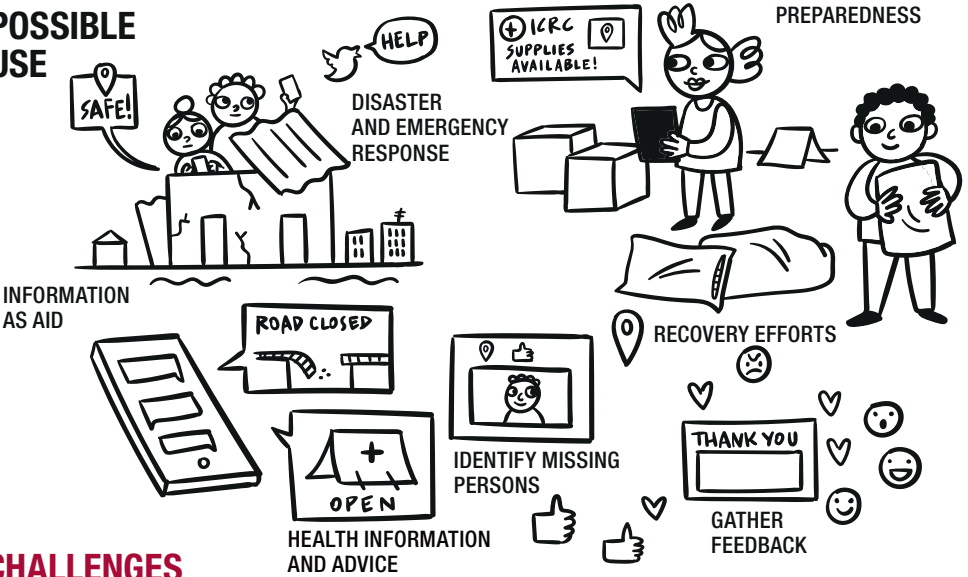 POSSIBLE
USE
SAFE!
HELP
DISASTER
AND EMERGENCY
RESPONSE
ICRC
SUPPLIES
AVAILABLE!
PREPAREDNESS
INFORMATION
AS AID
ROAD CLOSED
OPEN
HEALTH INFORMATION
AND ADVICE
IDENTIFY MISSING
PERSONS
RECOVERY EFFORTS
THANK YOU
GATHER
FEEDBACK
CHALLENGES